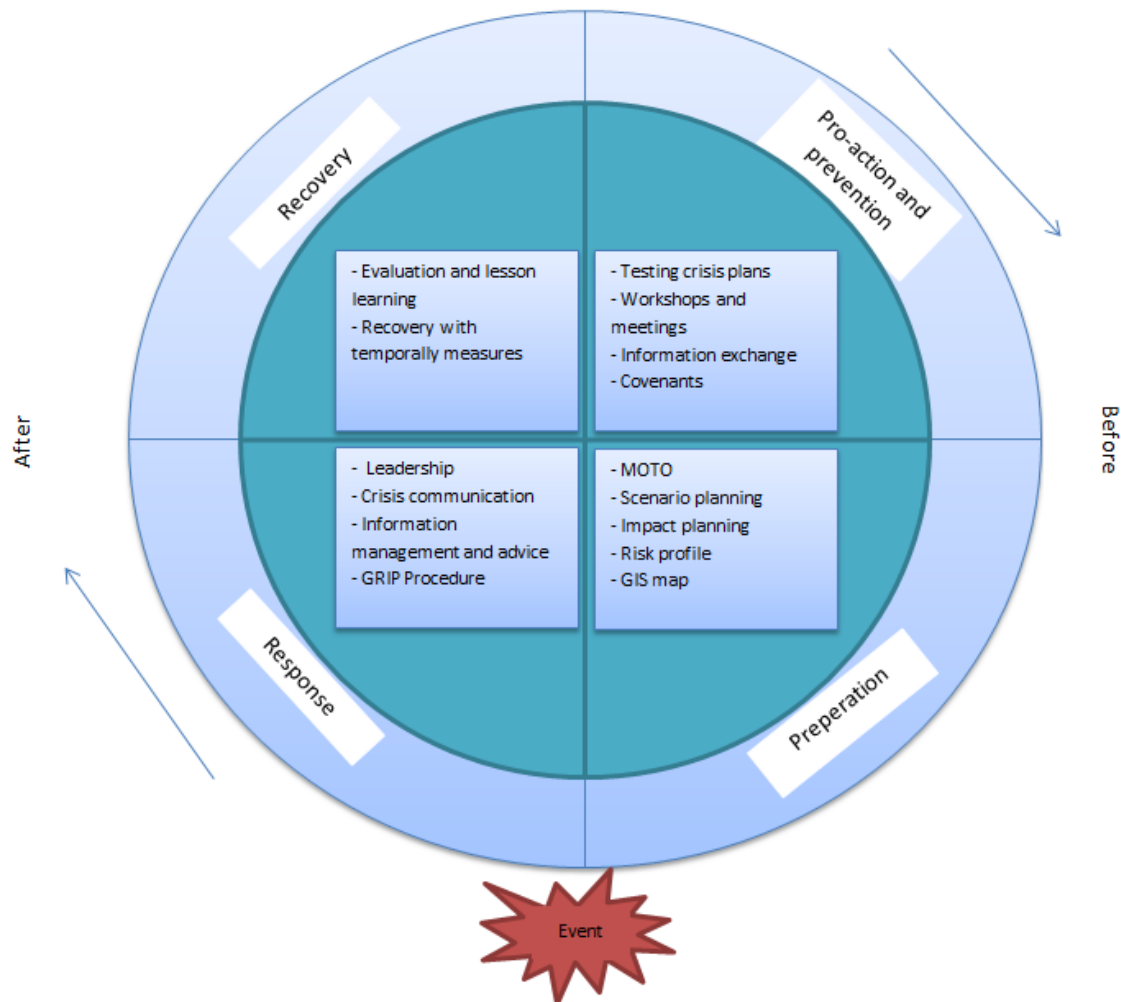 Recovery
Pro-action and
prevention
- Evaluation and lesson
learning
- Recovery with
temporally measures
- Testing crisis plans
- Workshops and
meetings
- Information exchange
- Covenants
After
Before
- Leadership
- Crisis communication
- Information
management and advice
- GRIP Procedure
- MOTO
- Scenario planning
- Impact planning
- Risk profile
- GIS map
Response
Preperation
Event